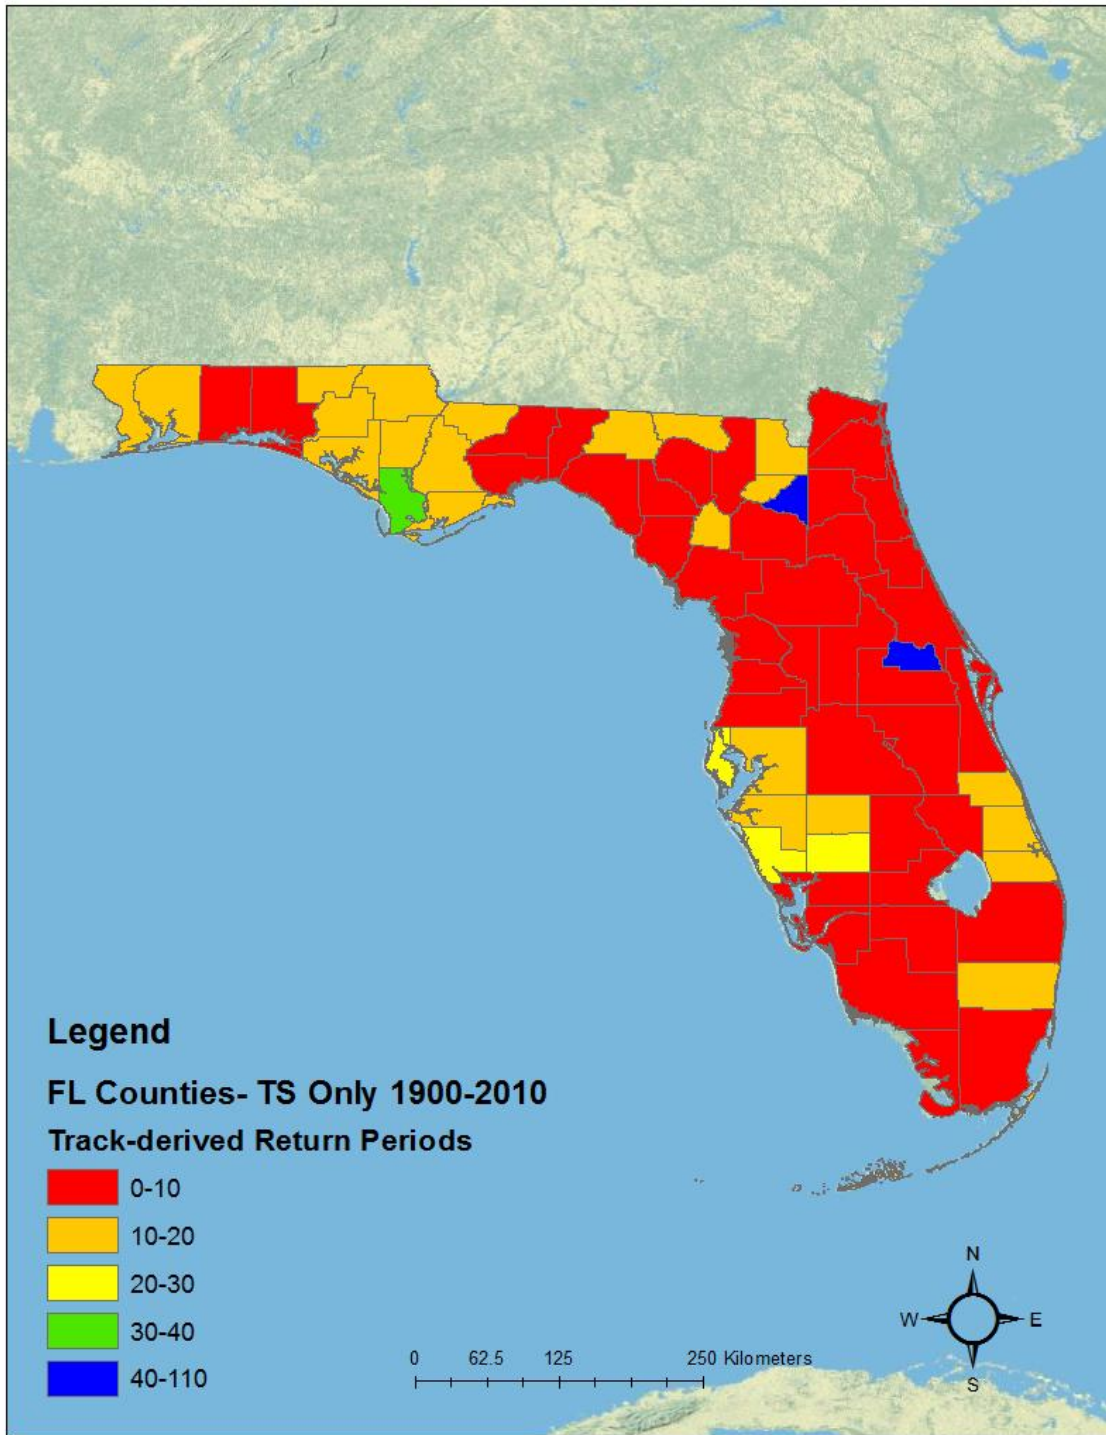 Legend
FL Counties- TS Only 1900-2010
Track-derived Return Periods
0-10
10-20
20-30
30-40
40-110
0 62.5 125 250 Kilometers
N
W E
S